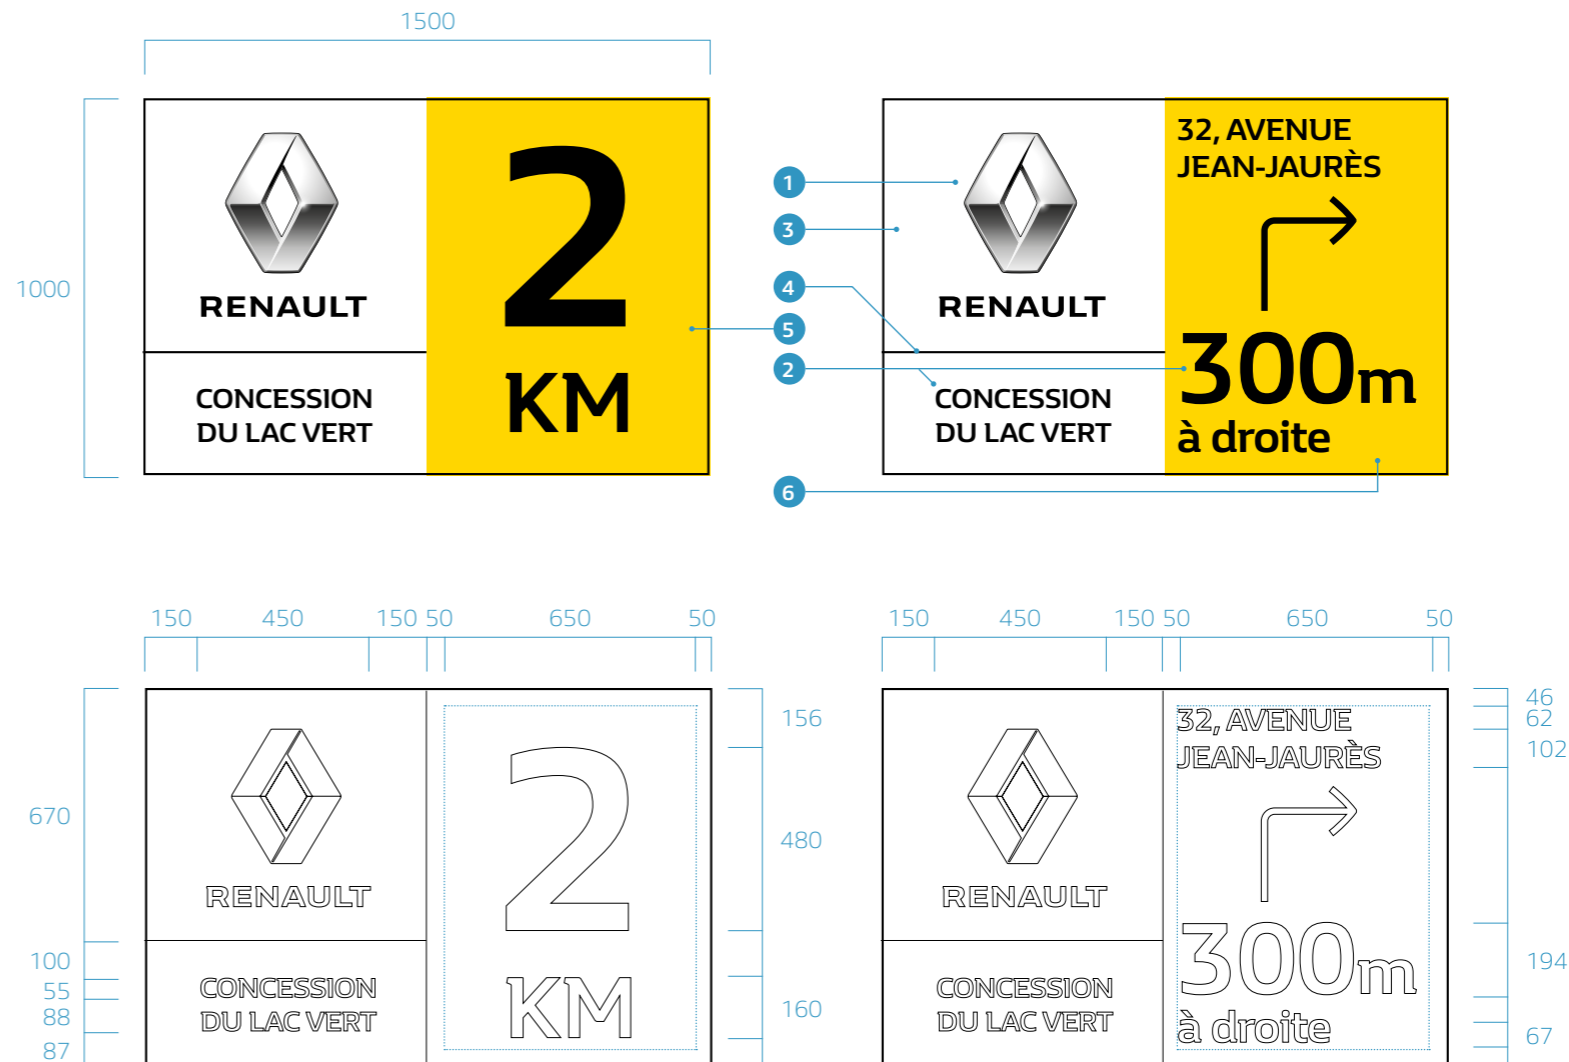 1500
1000
RENAULT
CONCESSION
DU LAC VERT
2
KM
1
3
4
5
2
6
RENAULT
CONCESSION
DU LAC VERT
32, AVENUE
JEAN-JAURÈS
300m
à droite
150 450 150 50 650 50
670
100
55
88
87
RENAULT
CONCESSION
DU LAC VERT
2
KM
156
480
160
150 450 150 50 650 50
RENAULT
CONCESSION
DU LAC VERT
32, AVENUE
JEAN-JAURÈS
300m
à droite
46
62
102
194
67